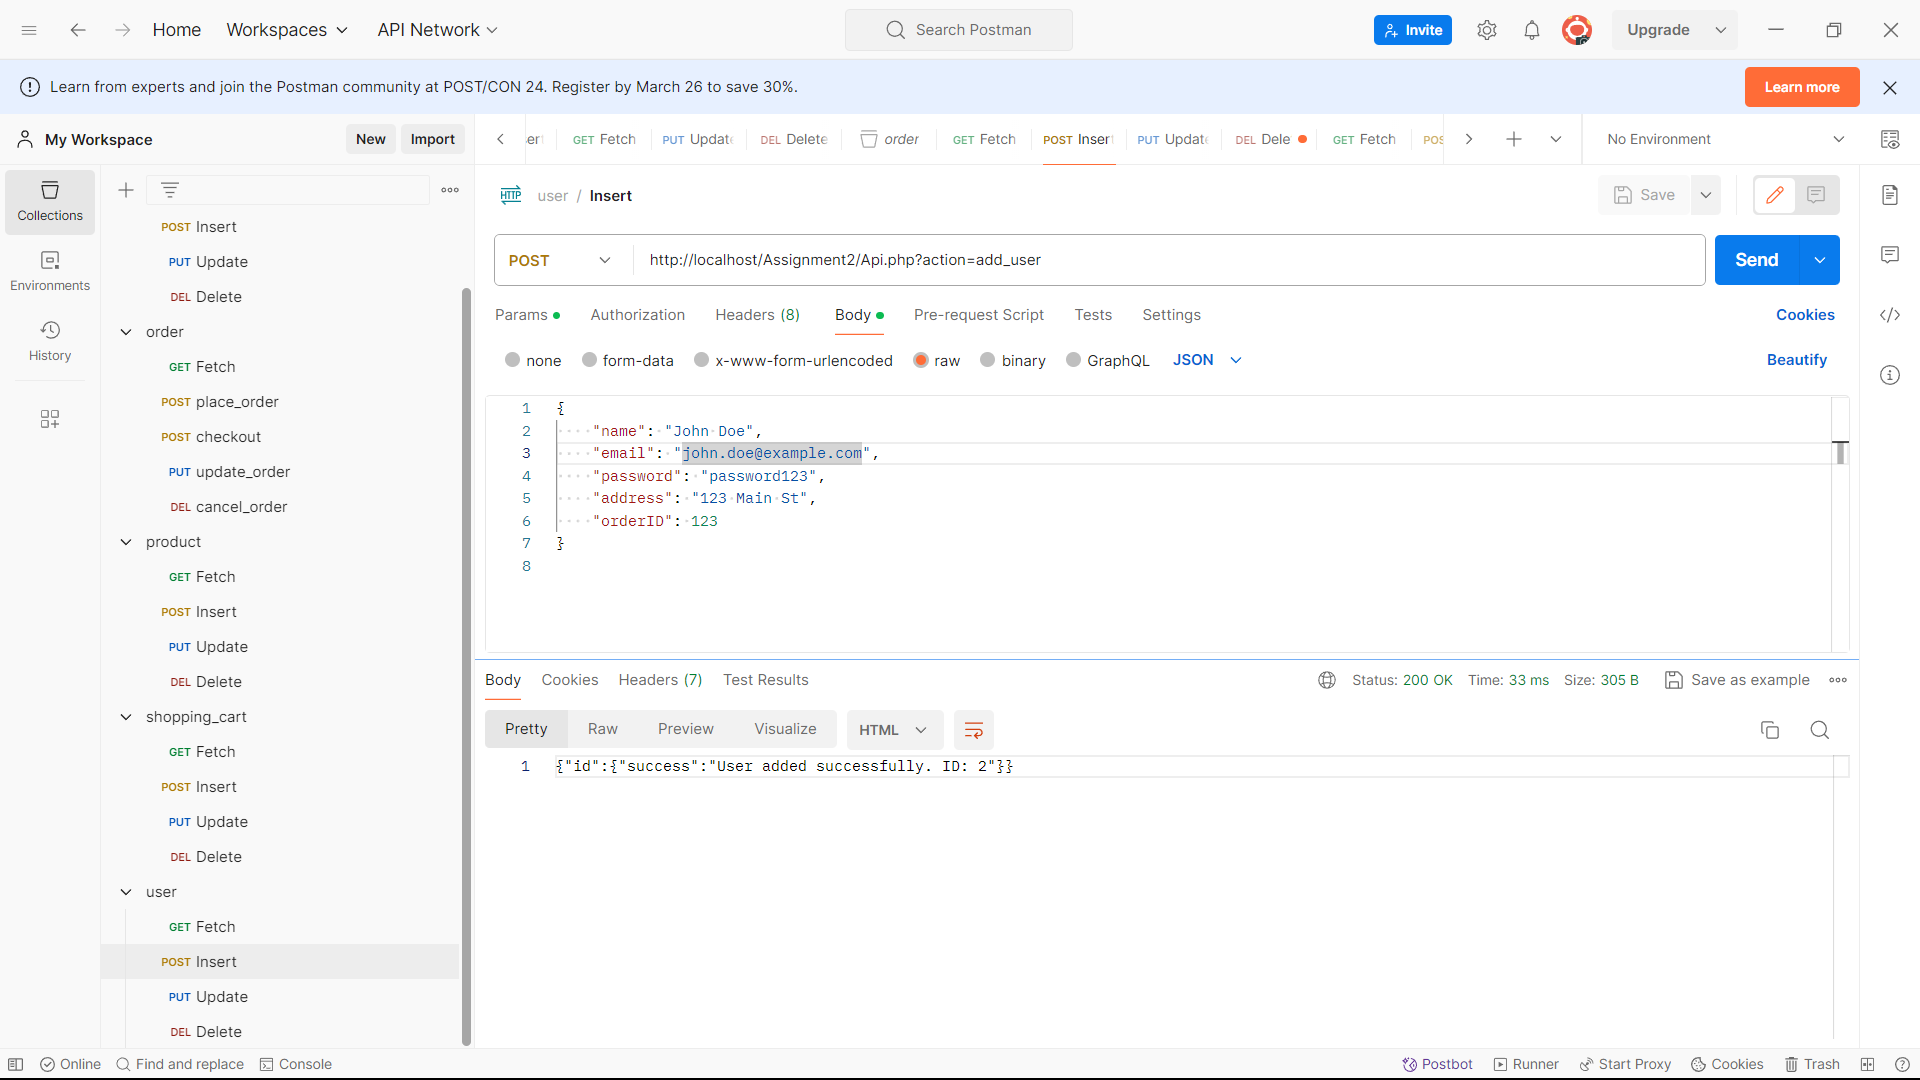 Home Workspaces API Network Search Postman Invite Upgrade
Learn from experts and join the Postman community at POST/CON 24. Register by March 26 to save 30%. Learn more
My Workspace New Import
GET Fetch PUT Updat DEL Delete order GET Fetch POST Inser PUT Updat DEL Dele GET Fetch POS No Environment
Collections
Environments
History
POST Insert
PUT Update
DEL Delete
order
GET Fetch
POST place_order
POST checkout
PUT update_order
DEL cancel_order
product
GET Fetch
POST Insert
PUT Update
DEL Delete
shopping_cart
GET Fetch
POST Insert
PUT Update
DEL Delete
user
GET Fetch
POST Insert
PUT Update
DEL Delete
HTTP user / Insert Save
POST http://localhost/Assignment2/Api.php?action=add_user Send
Params Authorization Headers (8) Body Pre-request Script Tests Settings Cookies
none form-data x-www-form-urlencoded raw binary GraphQL JSON Beautify
1 {
2 "name": "John Doe",
3 "email": "john.doe@example.com",
4 "password": "password123",
5 "address": "123 Main St",
6 "orderID": 123
7 }
8
Body Cookies Headers (7) Test Results Status: 200 OK Time: 33 ms Size: 305 B Save as example
Pretty Raw Preview Visualize HTML
1 {"id":{"success":"User added successfully. ID: 2"}}
Online Find and replace Console Postbot Runner Start Proxy Cookies Trash